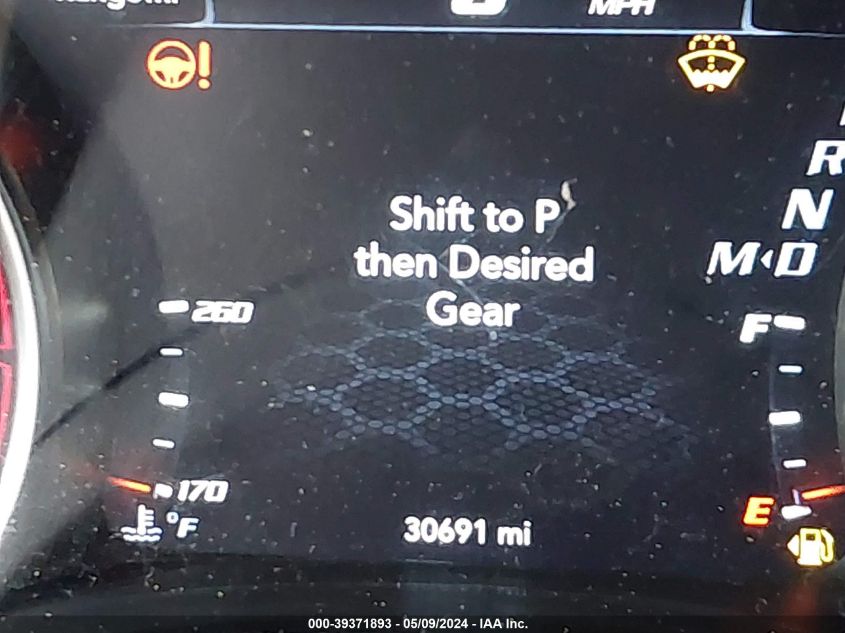 MPH
Shift to P
then Desired
Gear
R
N
M◂D
260
170
°F
F
E
30691 mi
000-39371893 - 05/09/2024 - IAA Inc.